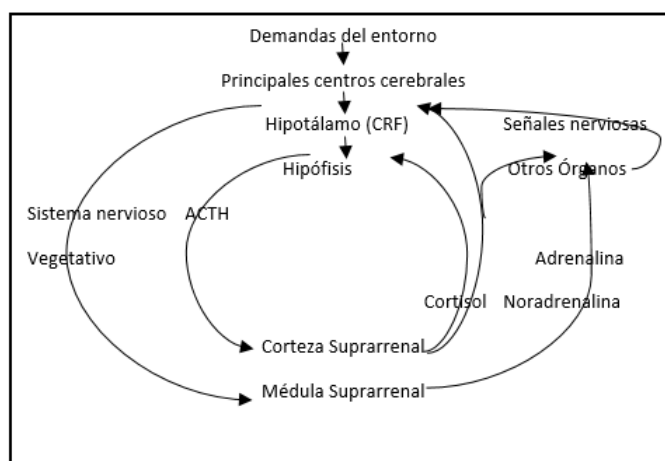 Demandas del entorno
Principales centros cerebrales
Hipotálamo (CRF)
Señales nerviosas
Hipófisis
Otros Órganos
Sistema nervioso
ACTH
Vegetativo
Adrenalina
Cortisol
Noradrenalina
Corteza Suprarrenal
Médula Suprarrenal